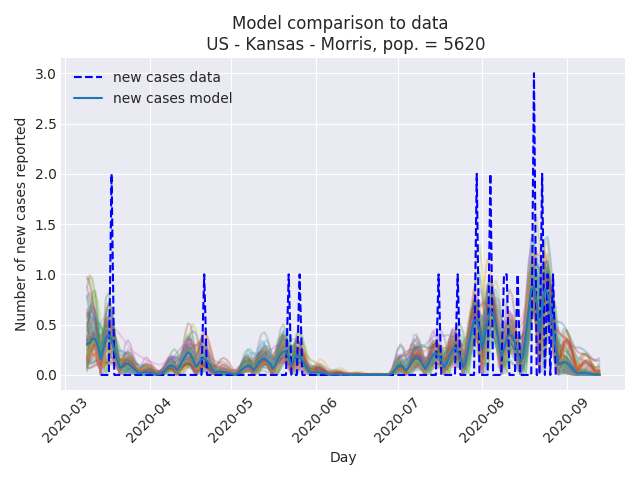 Model comparison to data
US - Kansas - Morris, pop. = 5620
new cases data
new cases model
Number of new cases reported
3.0
2.5
2.0
1.5
1.0
0.5
0.0
2020-03
2020-04
2020-05
2020-06
2020-07
2020-08
2020-09
Day